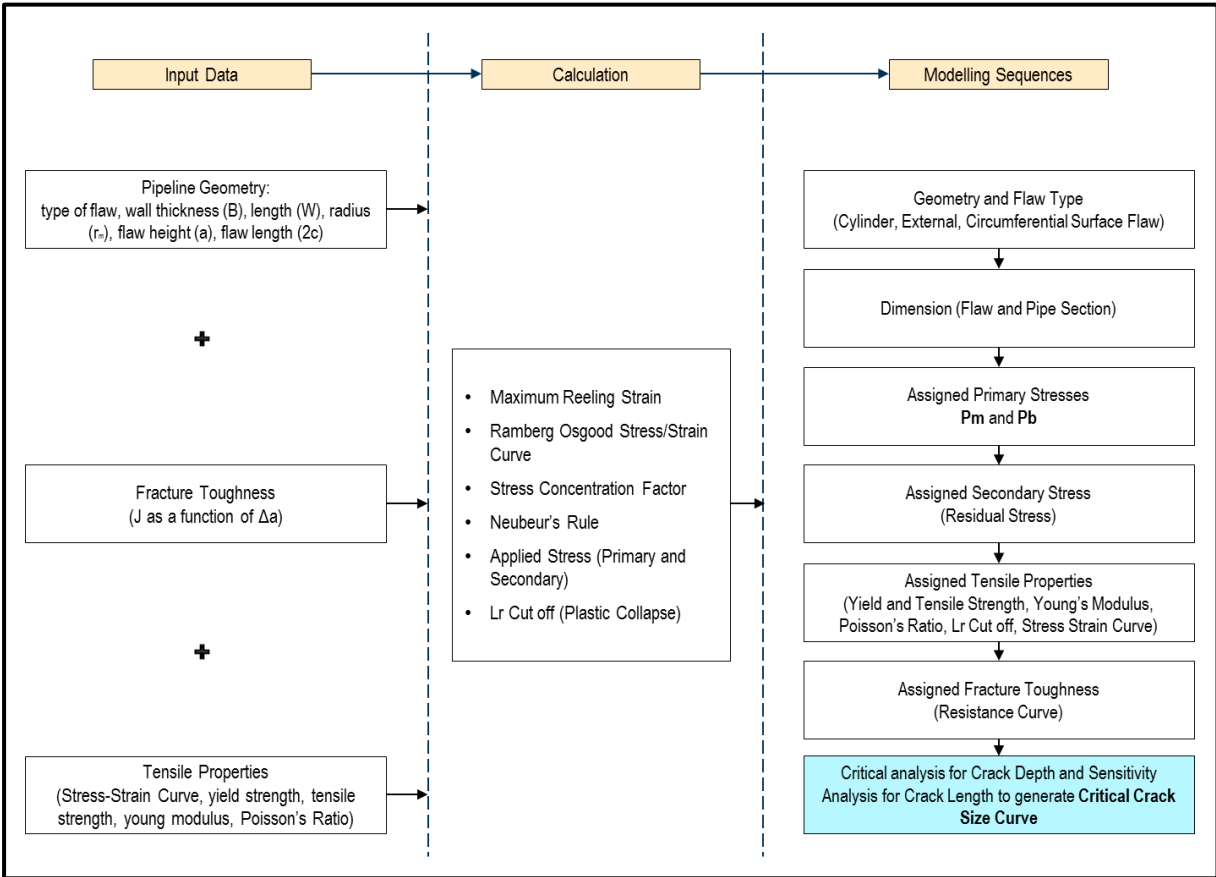 Input Data
Calculation
Modelling Sequences
Pipeline Geometry:
type of flaw, wall thickness (B), length (W), radius
(rₘ), flaw height (a), flaw length (2c)
Fracture Toughness
(J as a function of Δa)
Tensile Properties
(Stress-Strain Curve, yield strength, tensile
strength, young modulus, Poisson's Ratio)
• Maximum Reeling Strain
• Ramberg Osgood Stress/Strain
Curve
• Stress Concentration Factor
• Neubeur's Rule
• Applied Stress (Primary and
Secondary)
• Lr Cut off (Plastic Collapse)
Geometry and Flaw Type
(Cylinder, External, Circumferential Surface Flaw)
Dimension (Flaw and Pipe Section)
Assigned Primary Stresses
Pm and Pb
Assigned Secondary Stress
(Residual Stress)
Assigned Tensile Properties
(Yield and Tensile Strength, Young's Modulus,
Poisson's Ratio, Lr Cut off, Stress Strain Curve)
Assigned Fracture Toughness
(Resistance Curve)
Critical analysis for Crack Depth and Sensitivity
Analysis for Crack Length to generate Critical Crack
Size Curve